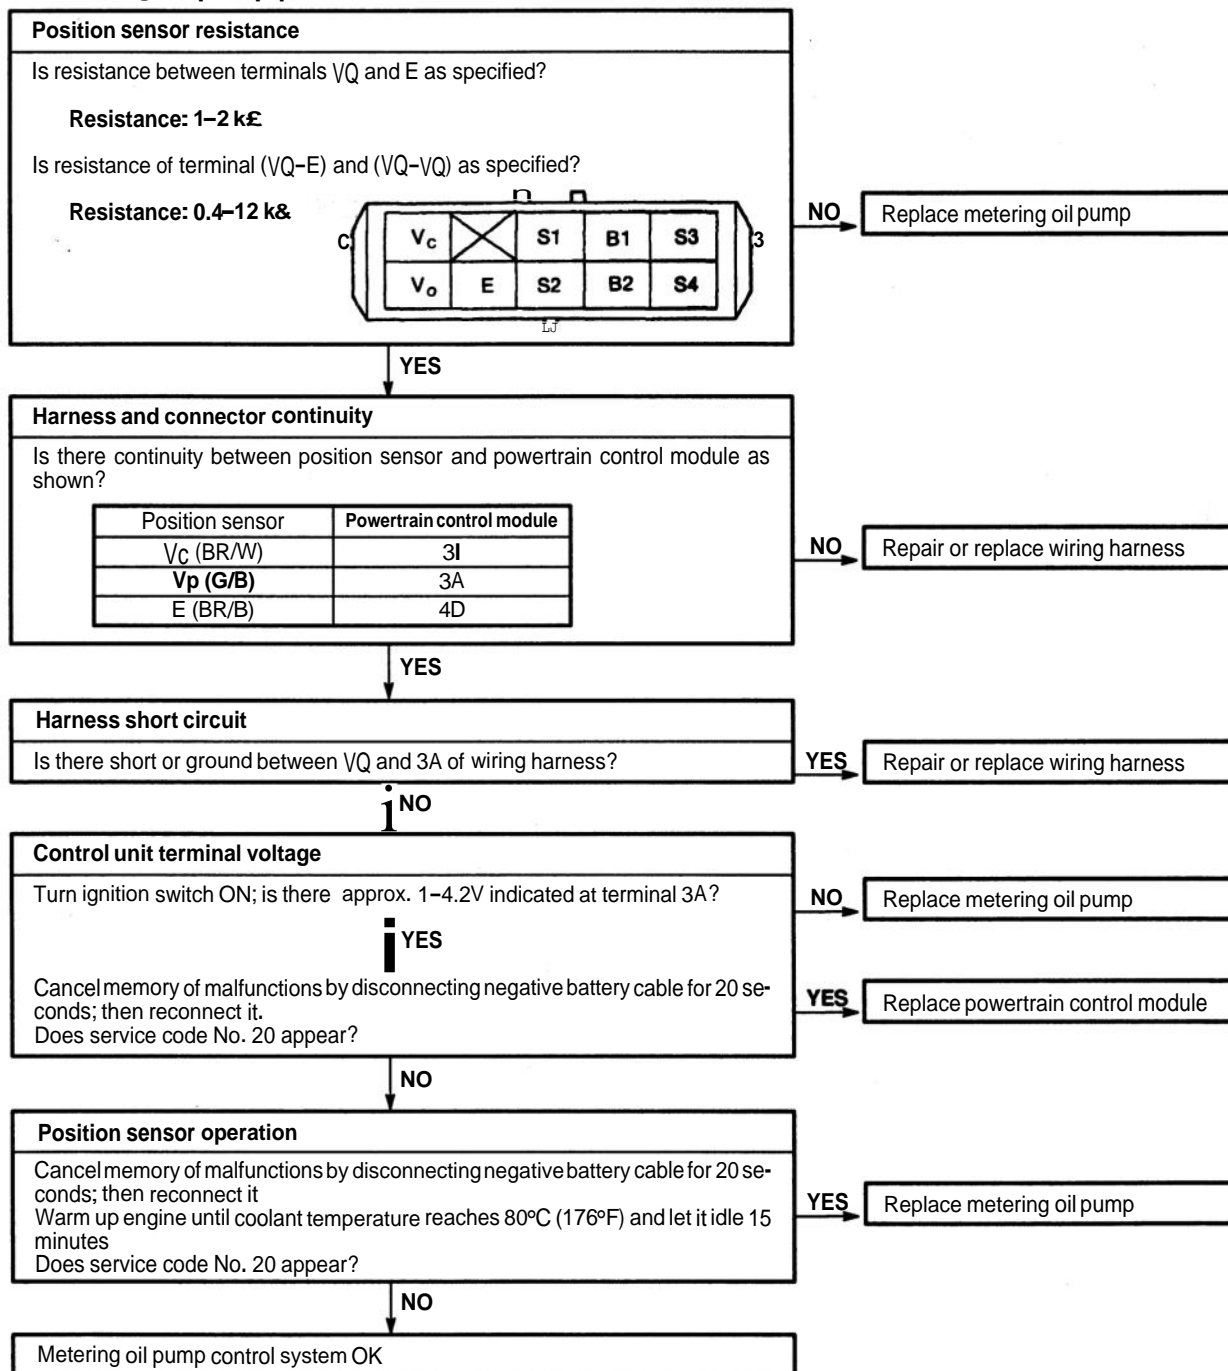 Position sensor resistance
Is resistance between terminals VQ and E as specified?
Resistance: 1–2 k£
Is resistance of terminal (VQ–E) and (VQ–VQ) as specified?
Resistance: 0.4–12 k&
n
C
Vc S1 B1 S3
3
Vo E S2 B2 S4
LJ
NO
Replace metering oil pump
YES
Harness and connector continuity
Is there continuity between position sensor and powertrain control module as
shown?
Position sensor Powertrain control module
Vc (BR/W) 3I
Vp (G/B) 3A
E (BR/B) 4D
NO
Repair or replace wiring harness
YES
Harness short circuit
Is there short or ground between VQ and 3A of wiring harness?
YES
Repair or replace wiring harness
i NO
Control unit terminal voltage
Turn ignition switch ON; is there approx. 1–4.2V indicated at terminal 3A?
NO
Replace metering oil pump
i YES
Cancel memory of malfunctions by disconnecting negative battery cable for 20 se-
conds; then reconnect it.
Does service code No. 20 appear?
YES
Replace powertrain control module
NO
Position sensor operation
Cancel memory of malfunctions by disconnecting negative battery cable for 20 se-
conds; then reconnect it
Warm up engine until coolant temperature reaches 80°C (176°F) and let it idle 15
minutes
Does service code No. 20 appear?
YES
Replace metering oil pump
NO
Metering oil pump control system OK